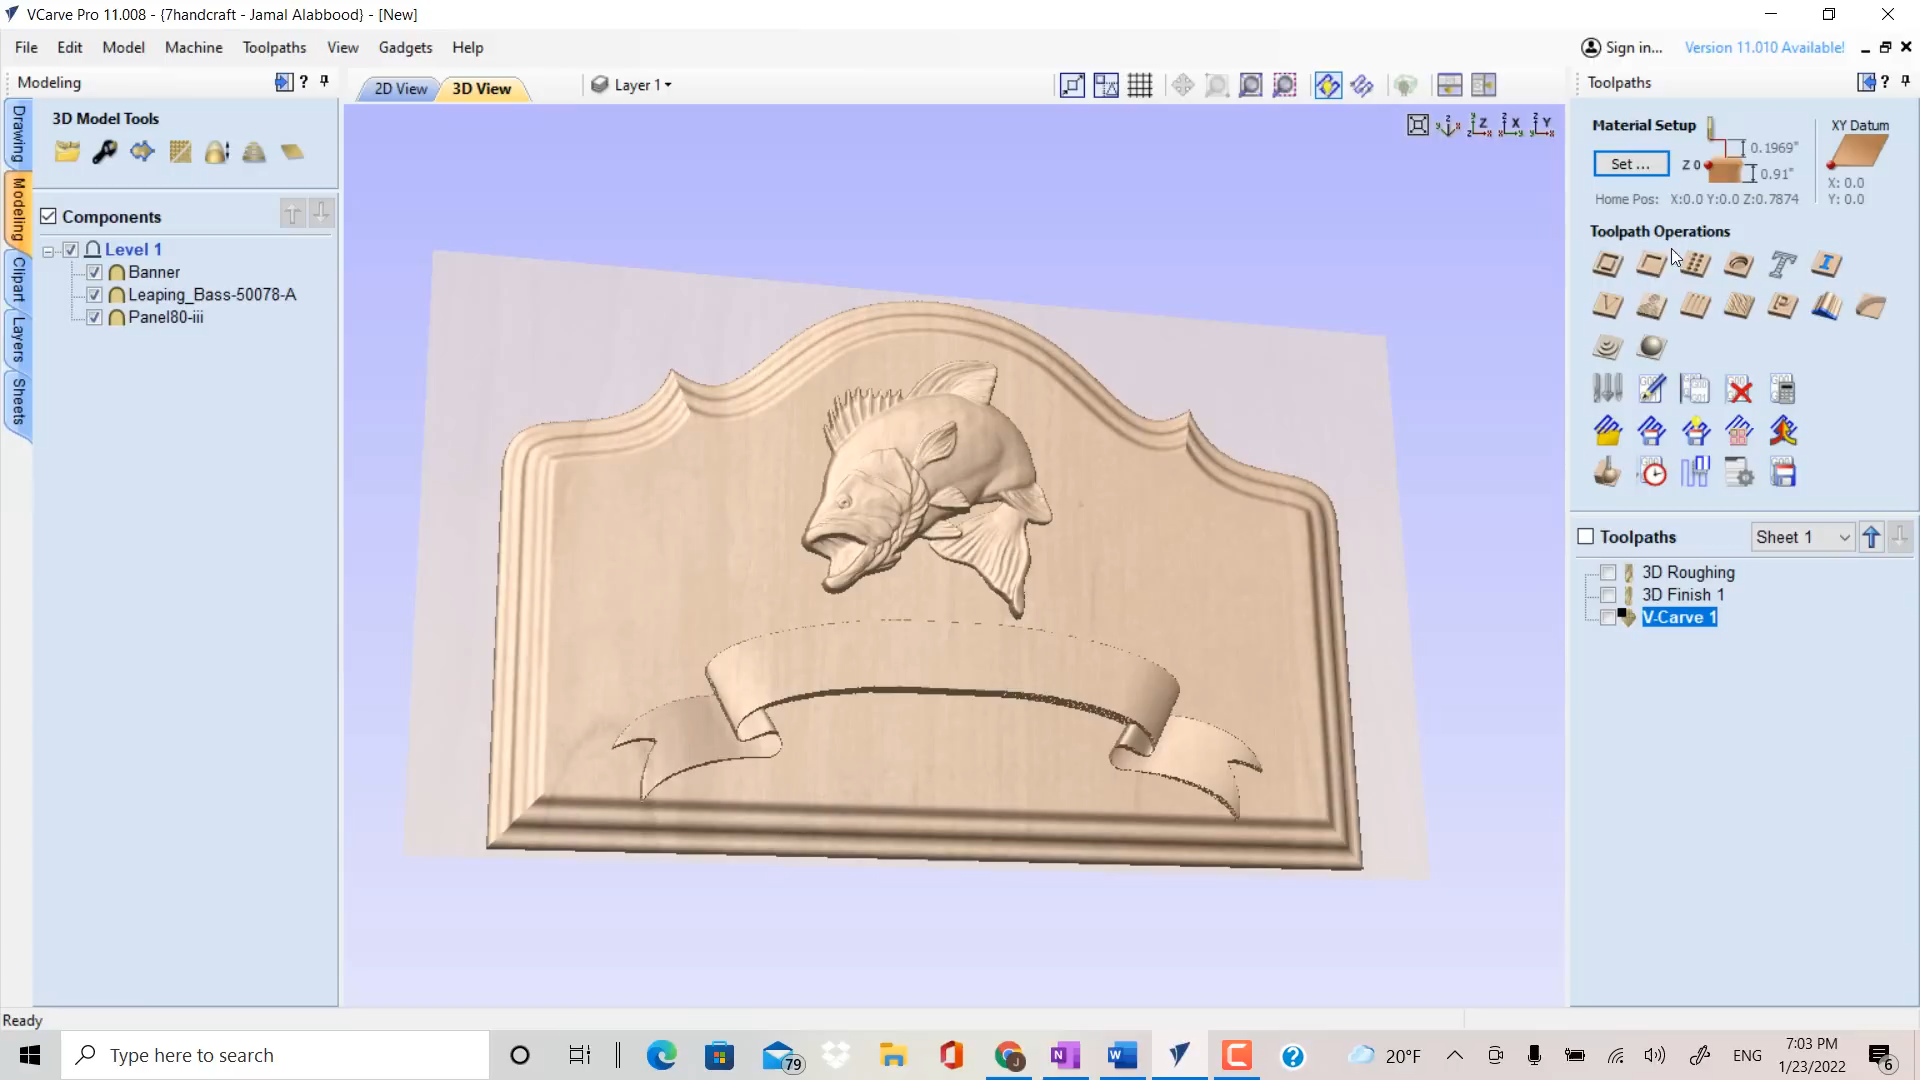 VCarve Pro 11.008 - {7handcraft - Jamal Alabbood} - [New]
File Edit Model Machine Toolpaths View Gadgets Help
Sign in... Version 11.010 Available!
Modeling
2D View 3D View Layer 1
Toolpaths
Drawing
Modeling
Clipart
Layers
Sheets
3D Model Tools
Components
Level 1
Banner
Leaping_Bass-50078-A
Panel80-iii
Z X Y
Material Setup
Set ...
Z 0
0.1969"
0.91"
Home Pos: X:0.0 Y:0.0 Z:0.7874
XY Datum
X: 0.0
Y: 0.0
Toolpath Operations
Toolpaths Sheet 1
3D Roughing
3D Finish 1
V-Carve 1
Ready
Type here to search
79
20°F
ENG
7:03 PM
1/23/2022
6